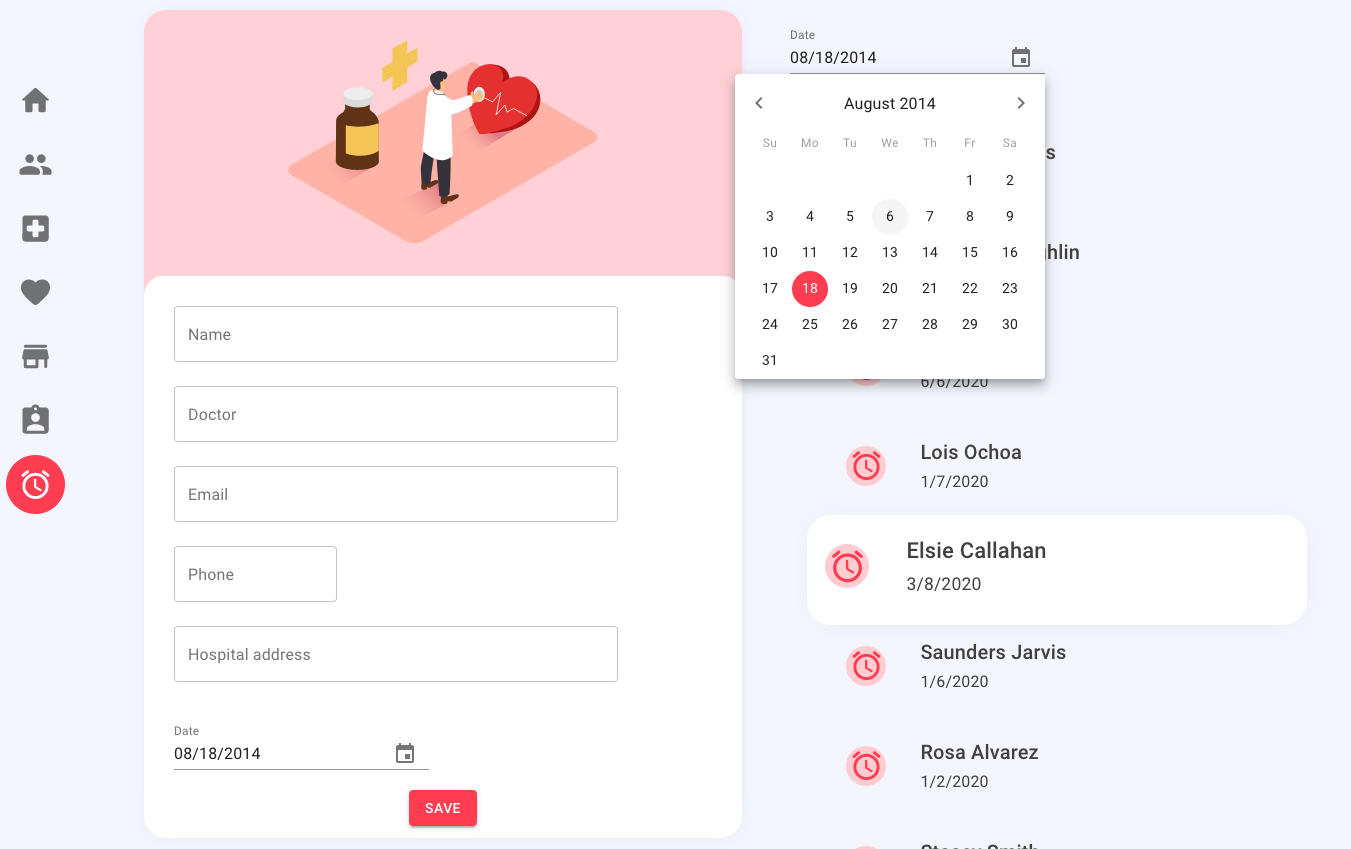 Name
Doctor
Email
Phone
Hospital address
Date
08/18/2014
SAVE
Date
08/18/2014
August 2014
Su Mo Tu We Th Fr Sa
1 2
3 4 5 6 7 8 9
10 11 12 13 14 15 16
17 18 19 20 21 22 23
24 25 26 27 28 29 30
31
6/6/2020
Lois Ochoa
1/7/2020
Elsie Callahan
3/8/2020
Saunders Jarvis
1/6/2020
Rosa Alvarez
1/2/2020